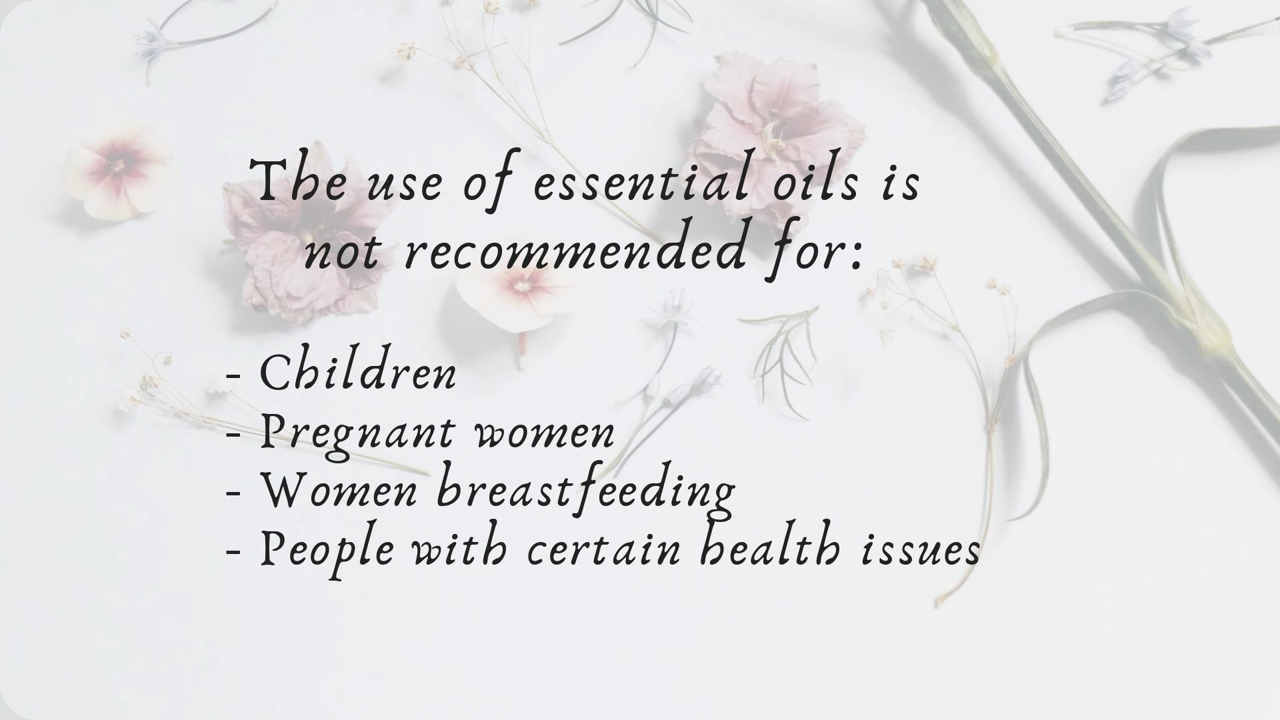 The use of essential oils is
not recommended for:
- Children
- Pregnant women
- Women breastfeeding
- People with certain health issues